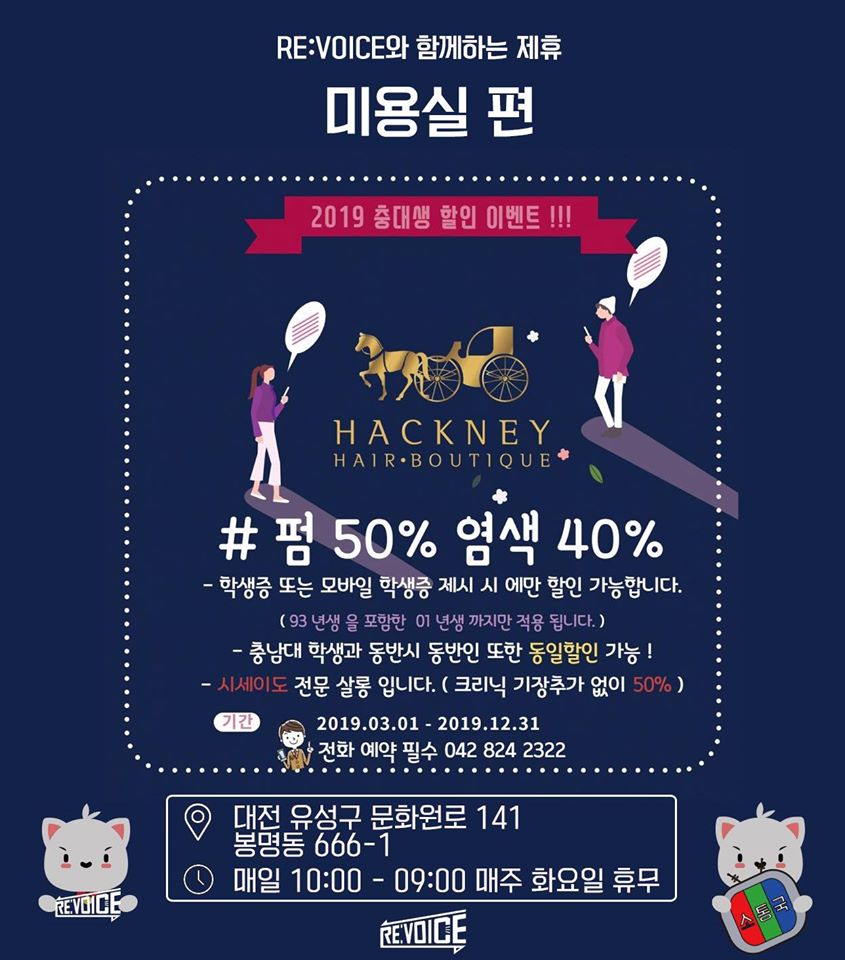 RE:VOICE와 함께하는 제휴
미용실 편
2019 충대생 할인 이벤트 !!!
HACKNEY
HAIR•BOUTIQUE
# 펌 50% 염색 40%
- 학생증 또는 모바일 학생증 제시 시 에만 할인 가능합니다.
( 93 년생 을 포함한 01 년생 까지만 적용 됩니다. )
- 충남대 학생과 동반시 동반인 또한 동일할인 가능 !
- 시세이도 전문 살롱 입니다. ( 크리닉 기장추가 없이 50% )
기간 2019.03.01 - 2019.12.31
전화 예약 필수 042 824 2322
대전 유성구 문화원로 141
봉명동 666-1
매일 10:00 - 09:00 매주 화요일 휴무
RE:VOICE
소통국
RE:VOICE